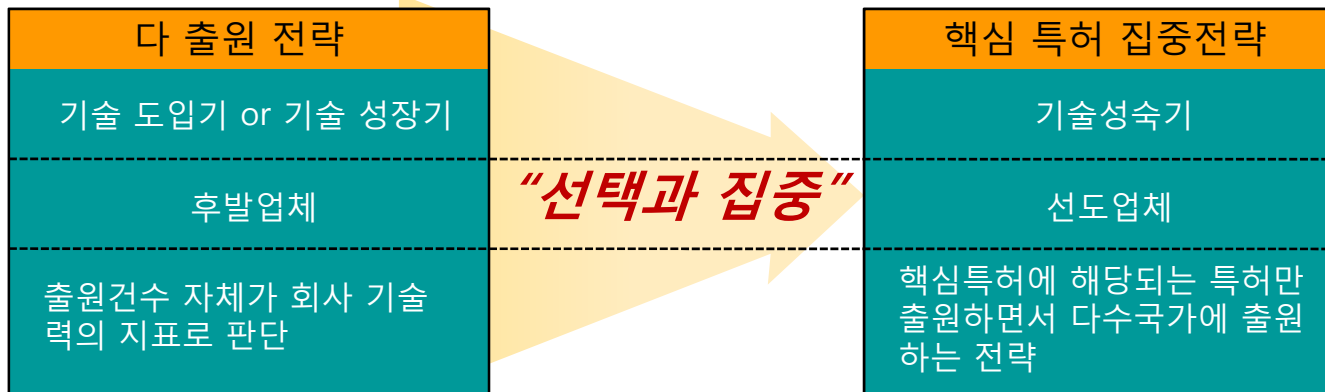 다 출원 전략
기술 도입기 or 기술 성장기
후발업체
출원건수 자체가 회사 기술
력의 지표로 판단
“선택과 집중”
핵심 특허 집중전략
기술성숙기
선도업체
핵심특허에 해당되는 특허만
출원하면서 다수국가에 출원
하는 전략